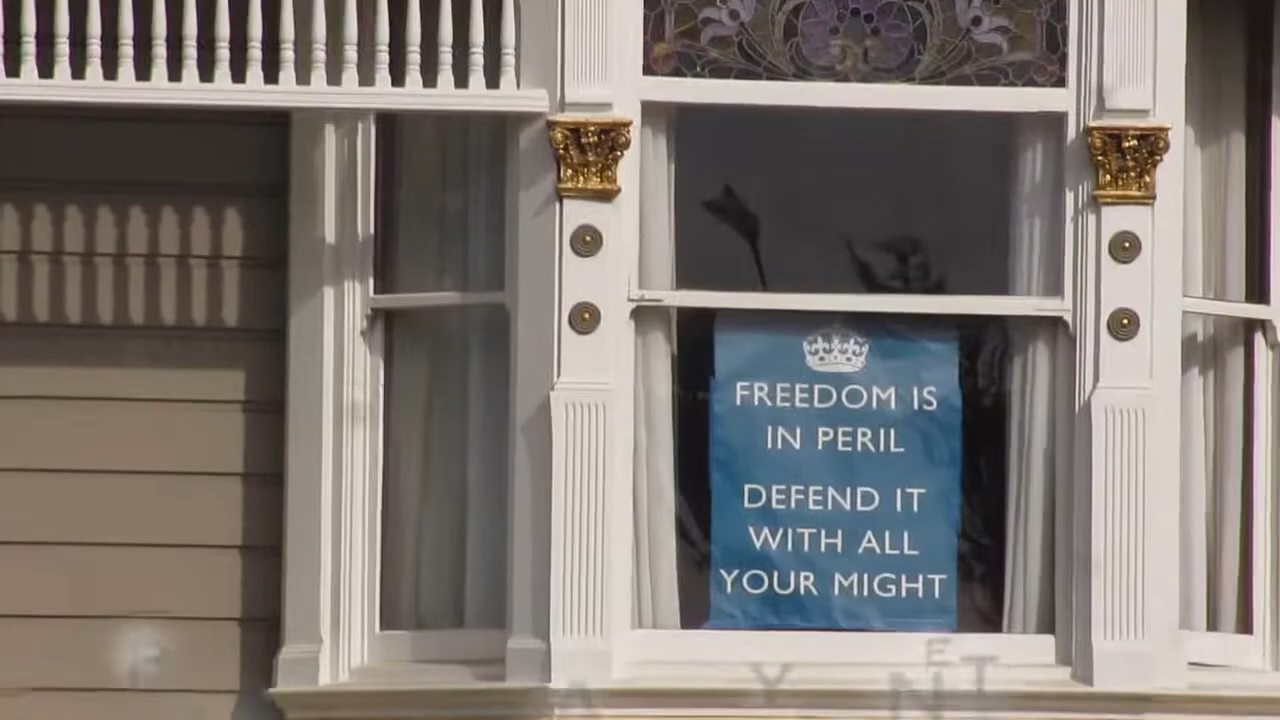 FREEDOM IS
IN PERIL
DEFEND IT
WITH ALL
YOUR MIGHT